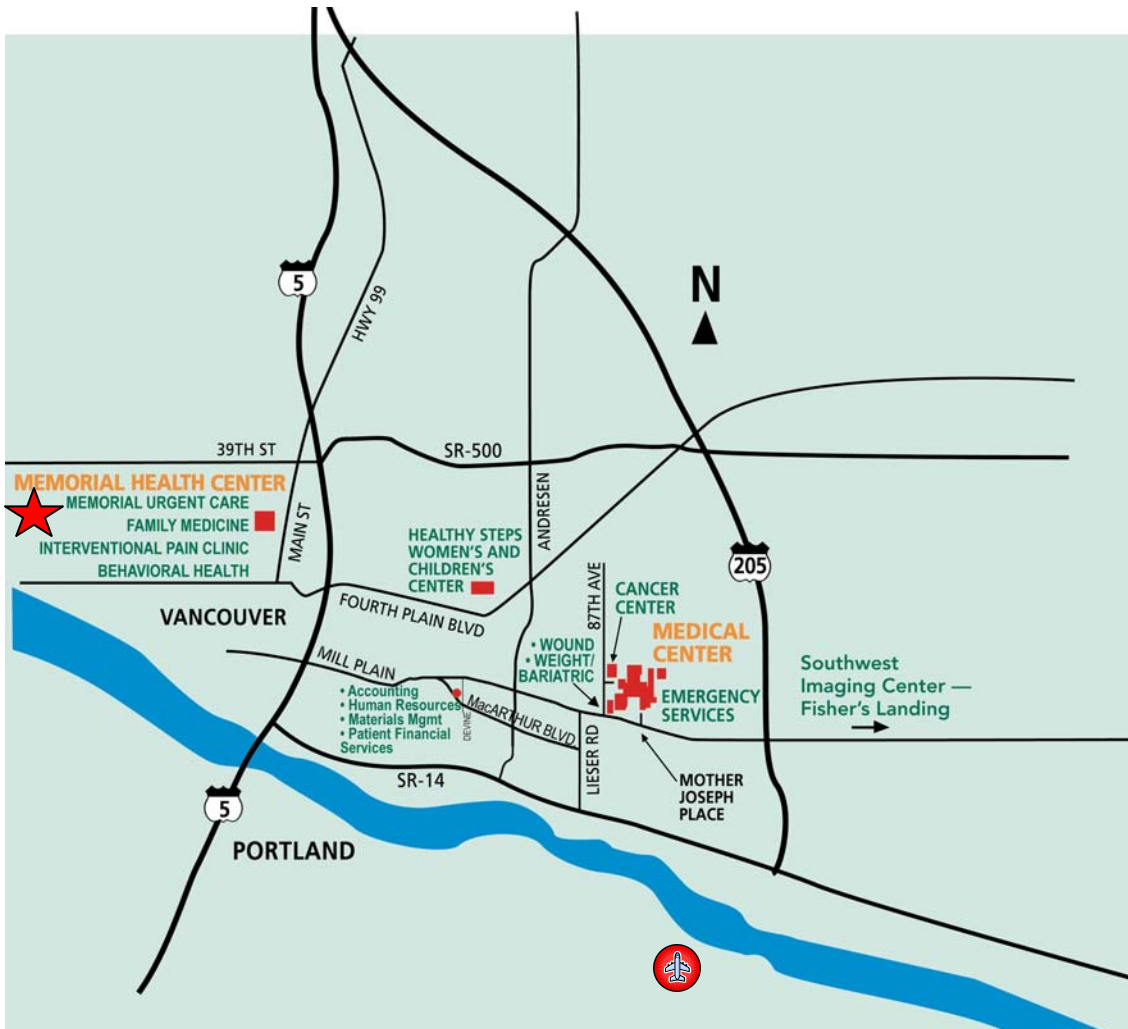 5
HWY 99
N
39TH ST
SR-500
MEMORIAL HEALTH CENTER
MEMORIAL URGENT CARE
FAMILY MEDICINE
INTERVENTIONAL PAIN CLINIC
BEHAVIORAL HEALTH
MAIN ST
HEALTHY STEPS
WOMEN'S AND
CHILDREN'S
CENTER
ANDRESEN
205
VANCOUVER
FOURTH PLAIN BLVD
87TH AVE
CANCER
CENTER
MEDICAL
CENTER
• WOUND
• WEIGHT/
BARIATRIC
EMERGENCY
SERVICES
MILL PLAIN
• Accounting
• Human Resources
• Materials Mgmt
• Patient Financial
Services
DEVINE
MacARTHUR BLVD
LIESER RD
Southwest
Imaging Center —
Fisher's Landing
SR-14
MOTHER
JOSEPH
PLACE
5
PORTLAND